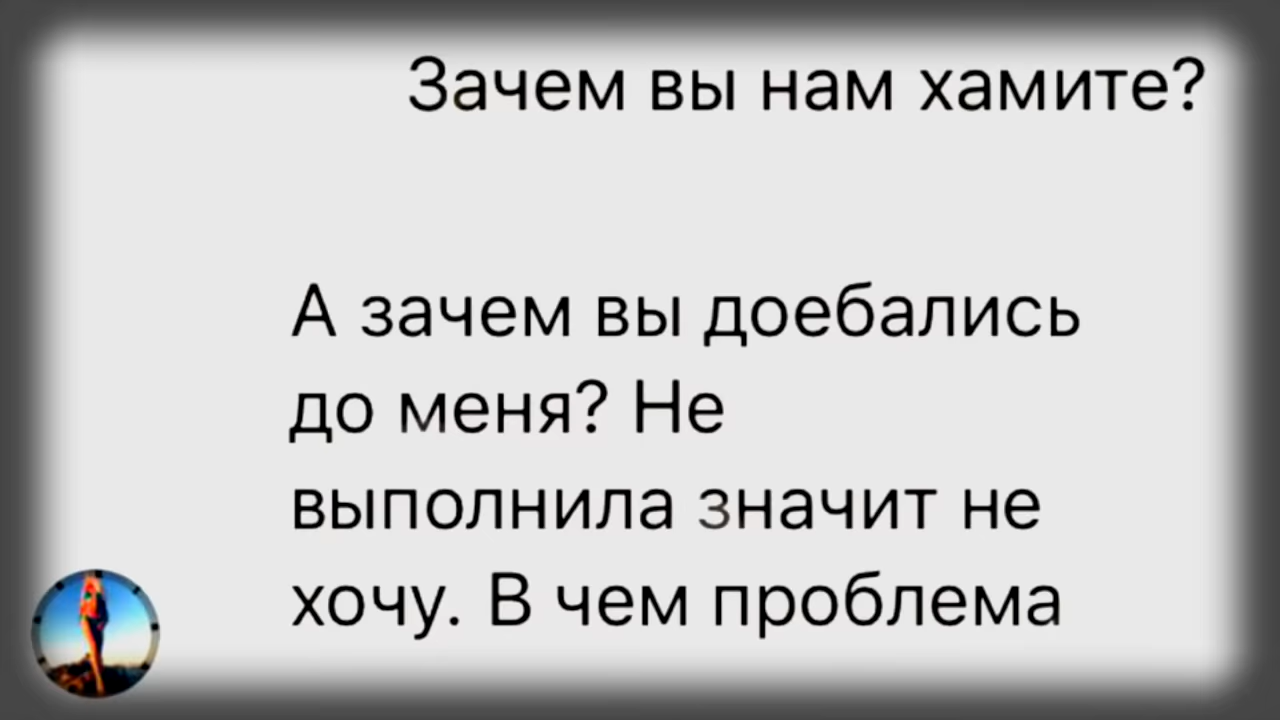 Зачем вы нам хамите?
А зачем вы доебались
до меня? Не
выполнила значит не
хочу. В чем проблема